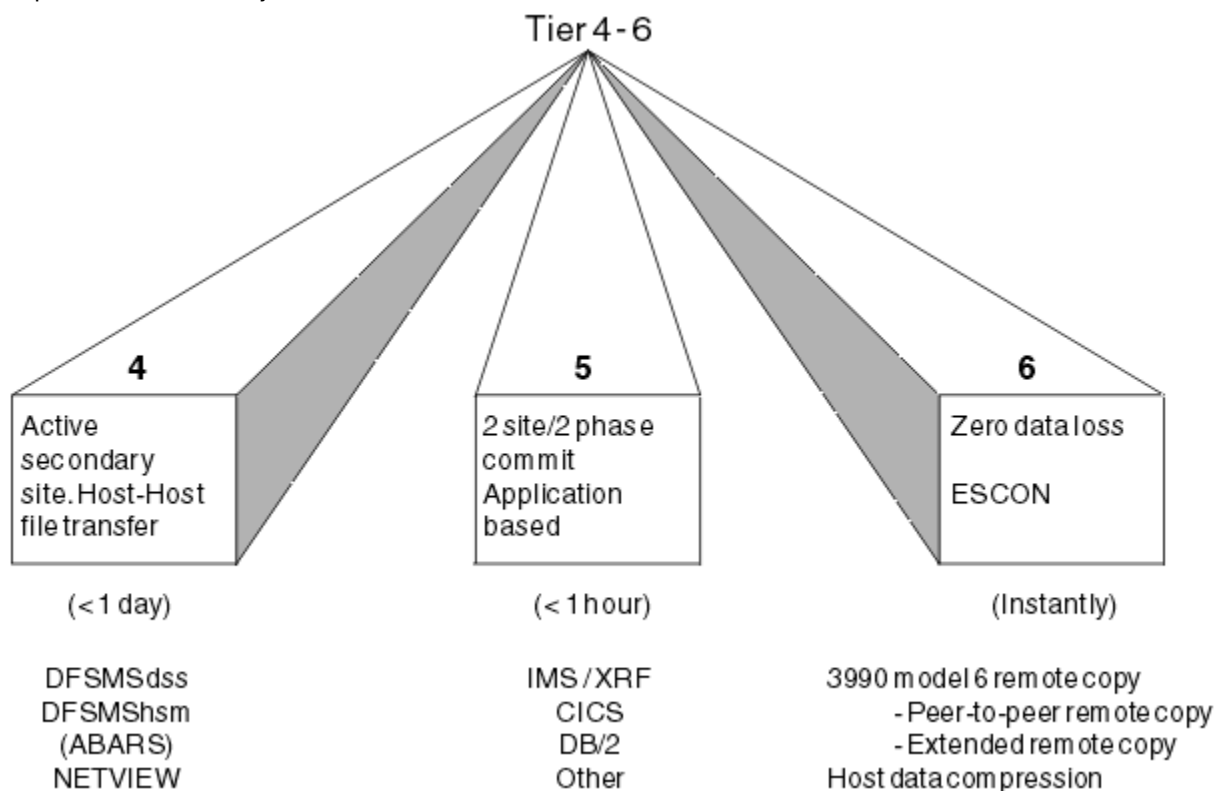 Tier 4 - 6
4
Active
secondary
site. Host-Host
file transfer
(< 1 day)
DFSMSdss
DFSMShsm
(ABARS)
NETVIEW
5
2 site/2 phase
commit
Application
based
(< 1 hour)
IMS / XRF
CICS
DB/2
Other
6
Zero data loss
ESCON
(Instantly)
3990 model 6 remote copy
- Peer-to-peer remote copy
- Extended remote copy
Host data compression